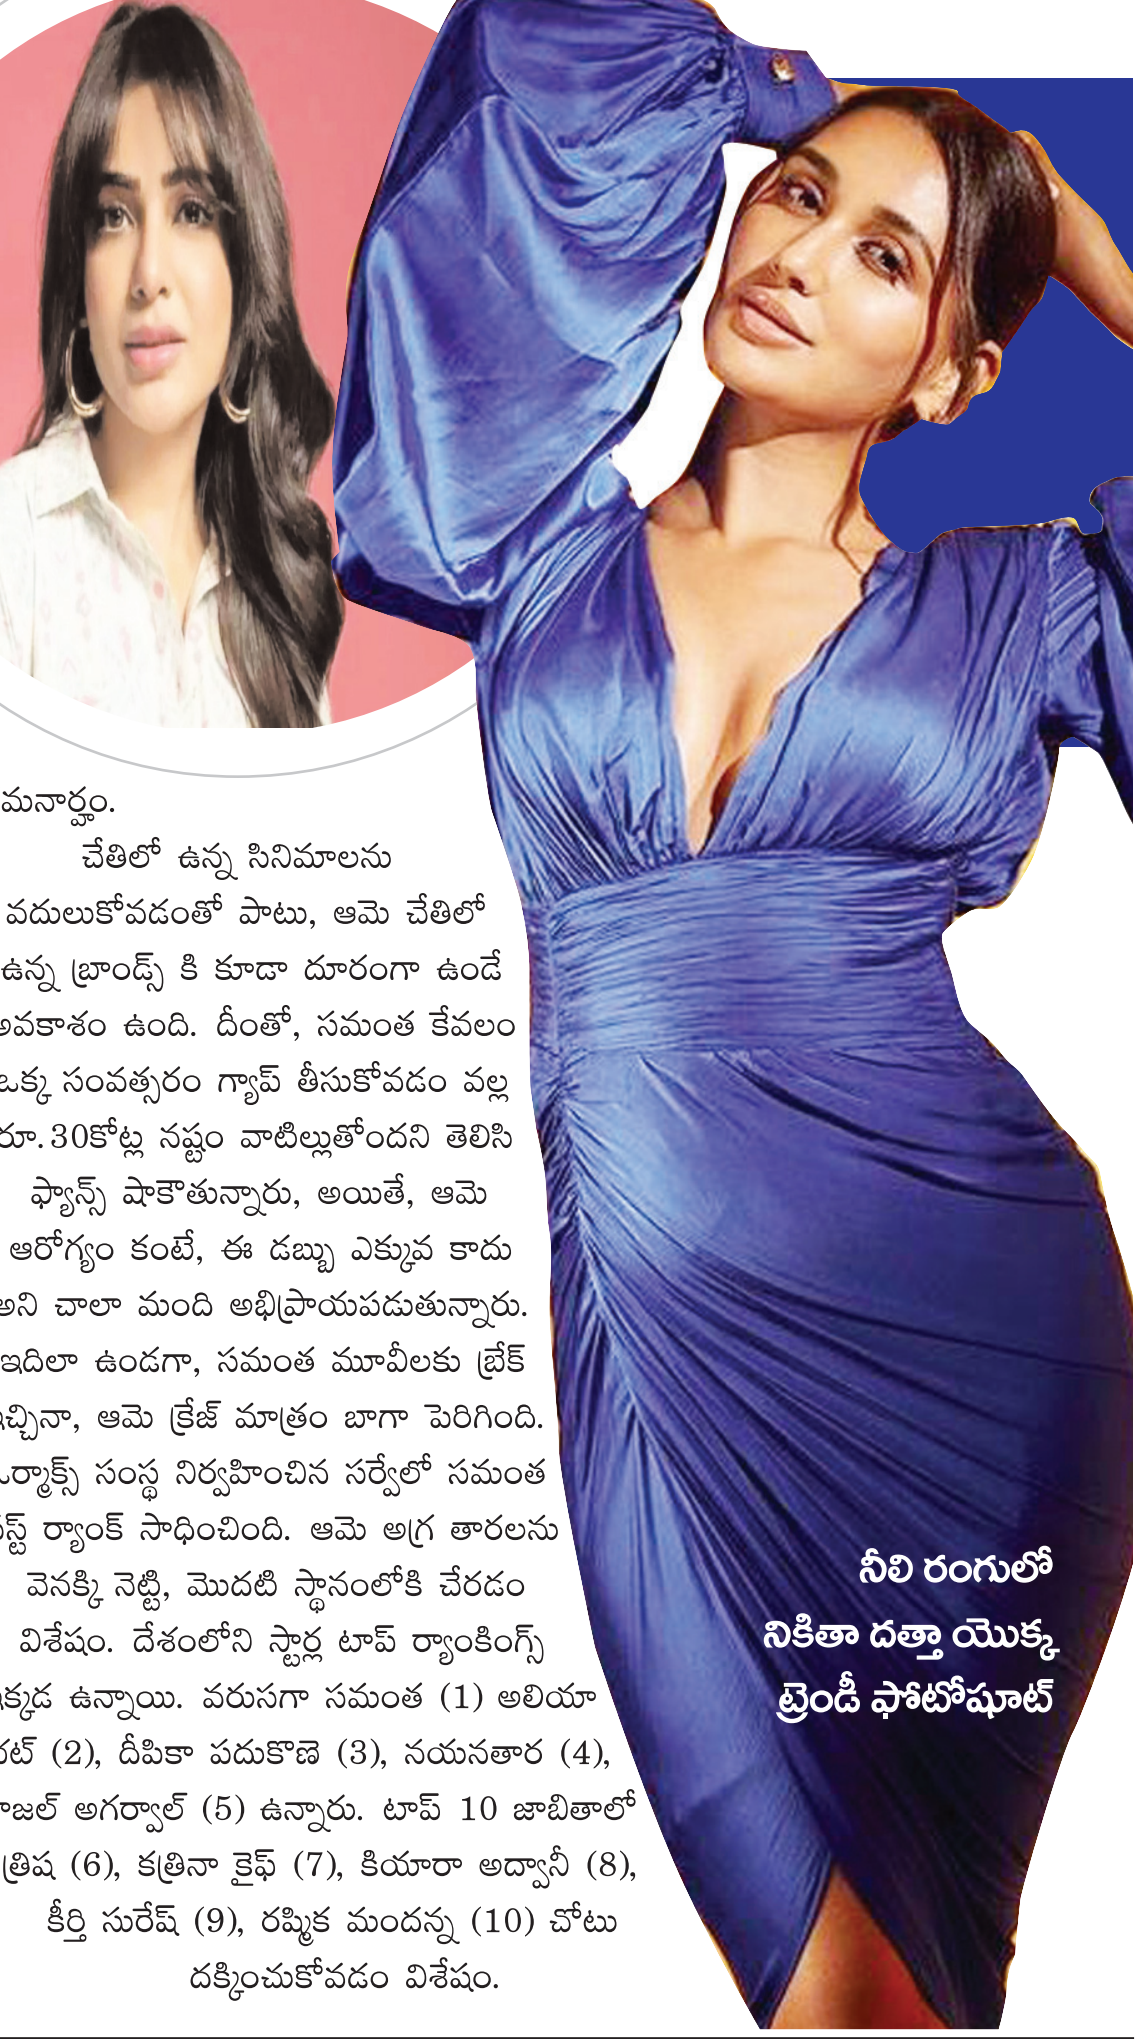 మనార్హం.
చేతిలో ఉన్న సినిమాలను
వదులుకోవడంతో పాటు, ఆమె చేతిలో
ఉన్న బ్రాండ్స్ కి కూడా దూరంగా ఉండే
అవకాశం ఉంది. దీంతో, సమంత కేవలం
ఒక్క సంవత్సరం గ్యాప్ తీసుకోవడం వల్ల
రూ.30కోట్ల నష్టం వాటిల్లుతోందని తెలిసి
ఫ్యాన్స్ షాకౌతున్నారు, అయితే, ఆమె
ఆరోగ్యం కంటే, ఈ డబ్బు ఎక్కువ కాదు
అని చాలా మంది అభిప్రాయపడుతున్నారు.
ఇదిలా ఉండగా, సమంత మూవీలకు బ్రేక్
ఇచ్చినా, ఆమె క్రేజ్ మాత్రం బాగా పెరిగింది.
ఓర్మాక్స్ సంస్థ నిర్వహించిన సర్వేలో సమంత
ర్యాంక్ సాధించింది. ఆమె అగ్ర తారలను
వెనక్కి నెట్టి, మొదటి స్థానంలోకి చేరడం
విశేషం. దేశంలోని స్టార్ల టాప్ ర్యాంకింగ్స్
ఇక్కడ ఉన్నాయి. వరుసగా సమంత (1) అలియా
(2), దీపికా పదుకొణె (3), నయనతార (4),
అగర్వాల్ (5) ఉన్నారు. టాప్ 10 జాబితాలో
త్రిష (6), కత్రినా కైఫ్ (7), కియారా అద్వానీ (8),
కీర్తి సురేష్ (9), రష్మిక మందన్న (10) చోటు
దక్కించుకోవడం విశేషం.
నీలి రంగులో
నికితా దత్తా యొక్క
ట్రెండీ ఫోటోషూట్